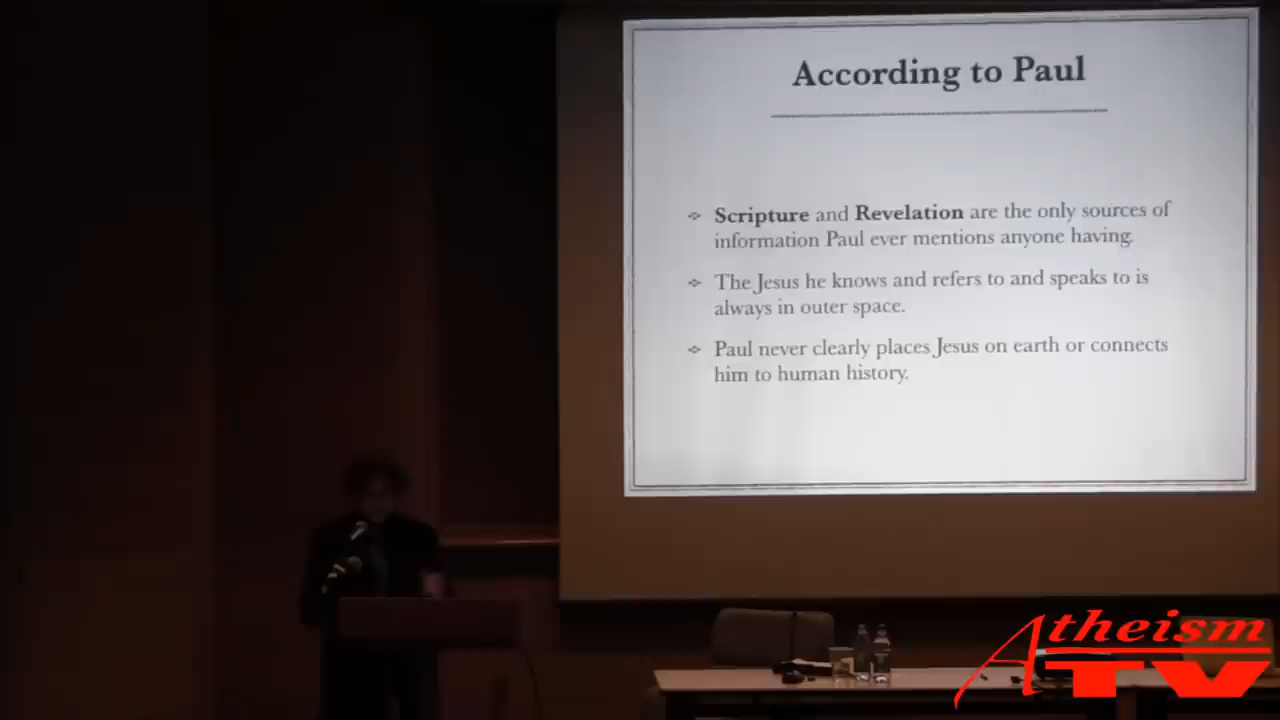 According to Paul
Scripture and Revelation are the only sources of
information Paul ever mentions anyone having.
The Jesus he knows and refers to and speaks to is
always in outer space.
Paul never clearly places Jesus on earth or connects
him to human history.
Atheism
TV